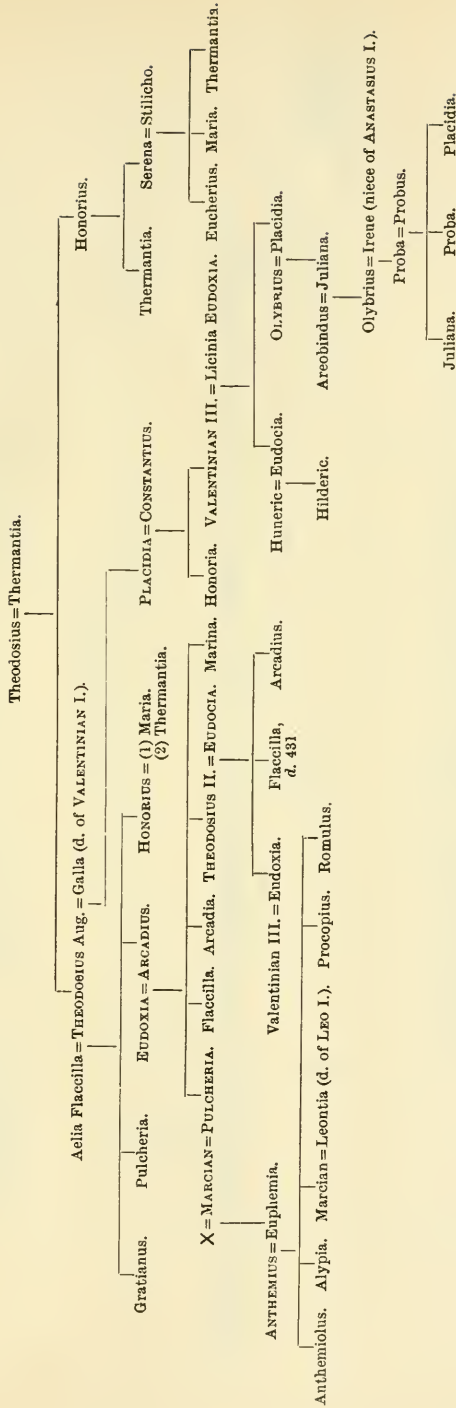 Theodosius=Thermantia.
Aelia Flaccilla=THEODOSIUS Aug.=Galla (d. of VALENTINIAN I.). Honorius.
Thermantia. Serena=Stilicho.
Gratianus. Pulcheria. EUDOXIA=ARCADIUS. HONORIUS=(1) Maria. PLACIDIA=CONSTANTIUS.
(2) Thermantia.
X=MARCIAN=PULCHERIA. Flaccilla. Arcadia. THEODOSIUS II.=EUDOCIA. Marina. Honoria. VALENTINIAN III.=Licinia EUDOXIA. Eucherius. Maria. Thermantia.
ANTHEMIUS=Euphemia. Valentinian III.=Eudoxia. Flaccilla, Arcadius. Huneric=Eudocia. OLYBRIUS=Placidia.
d. 431
Hilderic. Areobindus=Juliana.
Anthemiolus. Alypia. Marcian=Leontia (d. of LEO I.). Procopius. Romulus.
Olybrius=Irene (niece of ANASTASIUS I.).
Proba=Probus.
Juliana. Proba. Placidia.